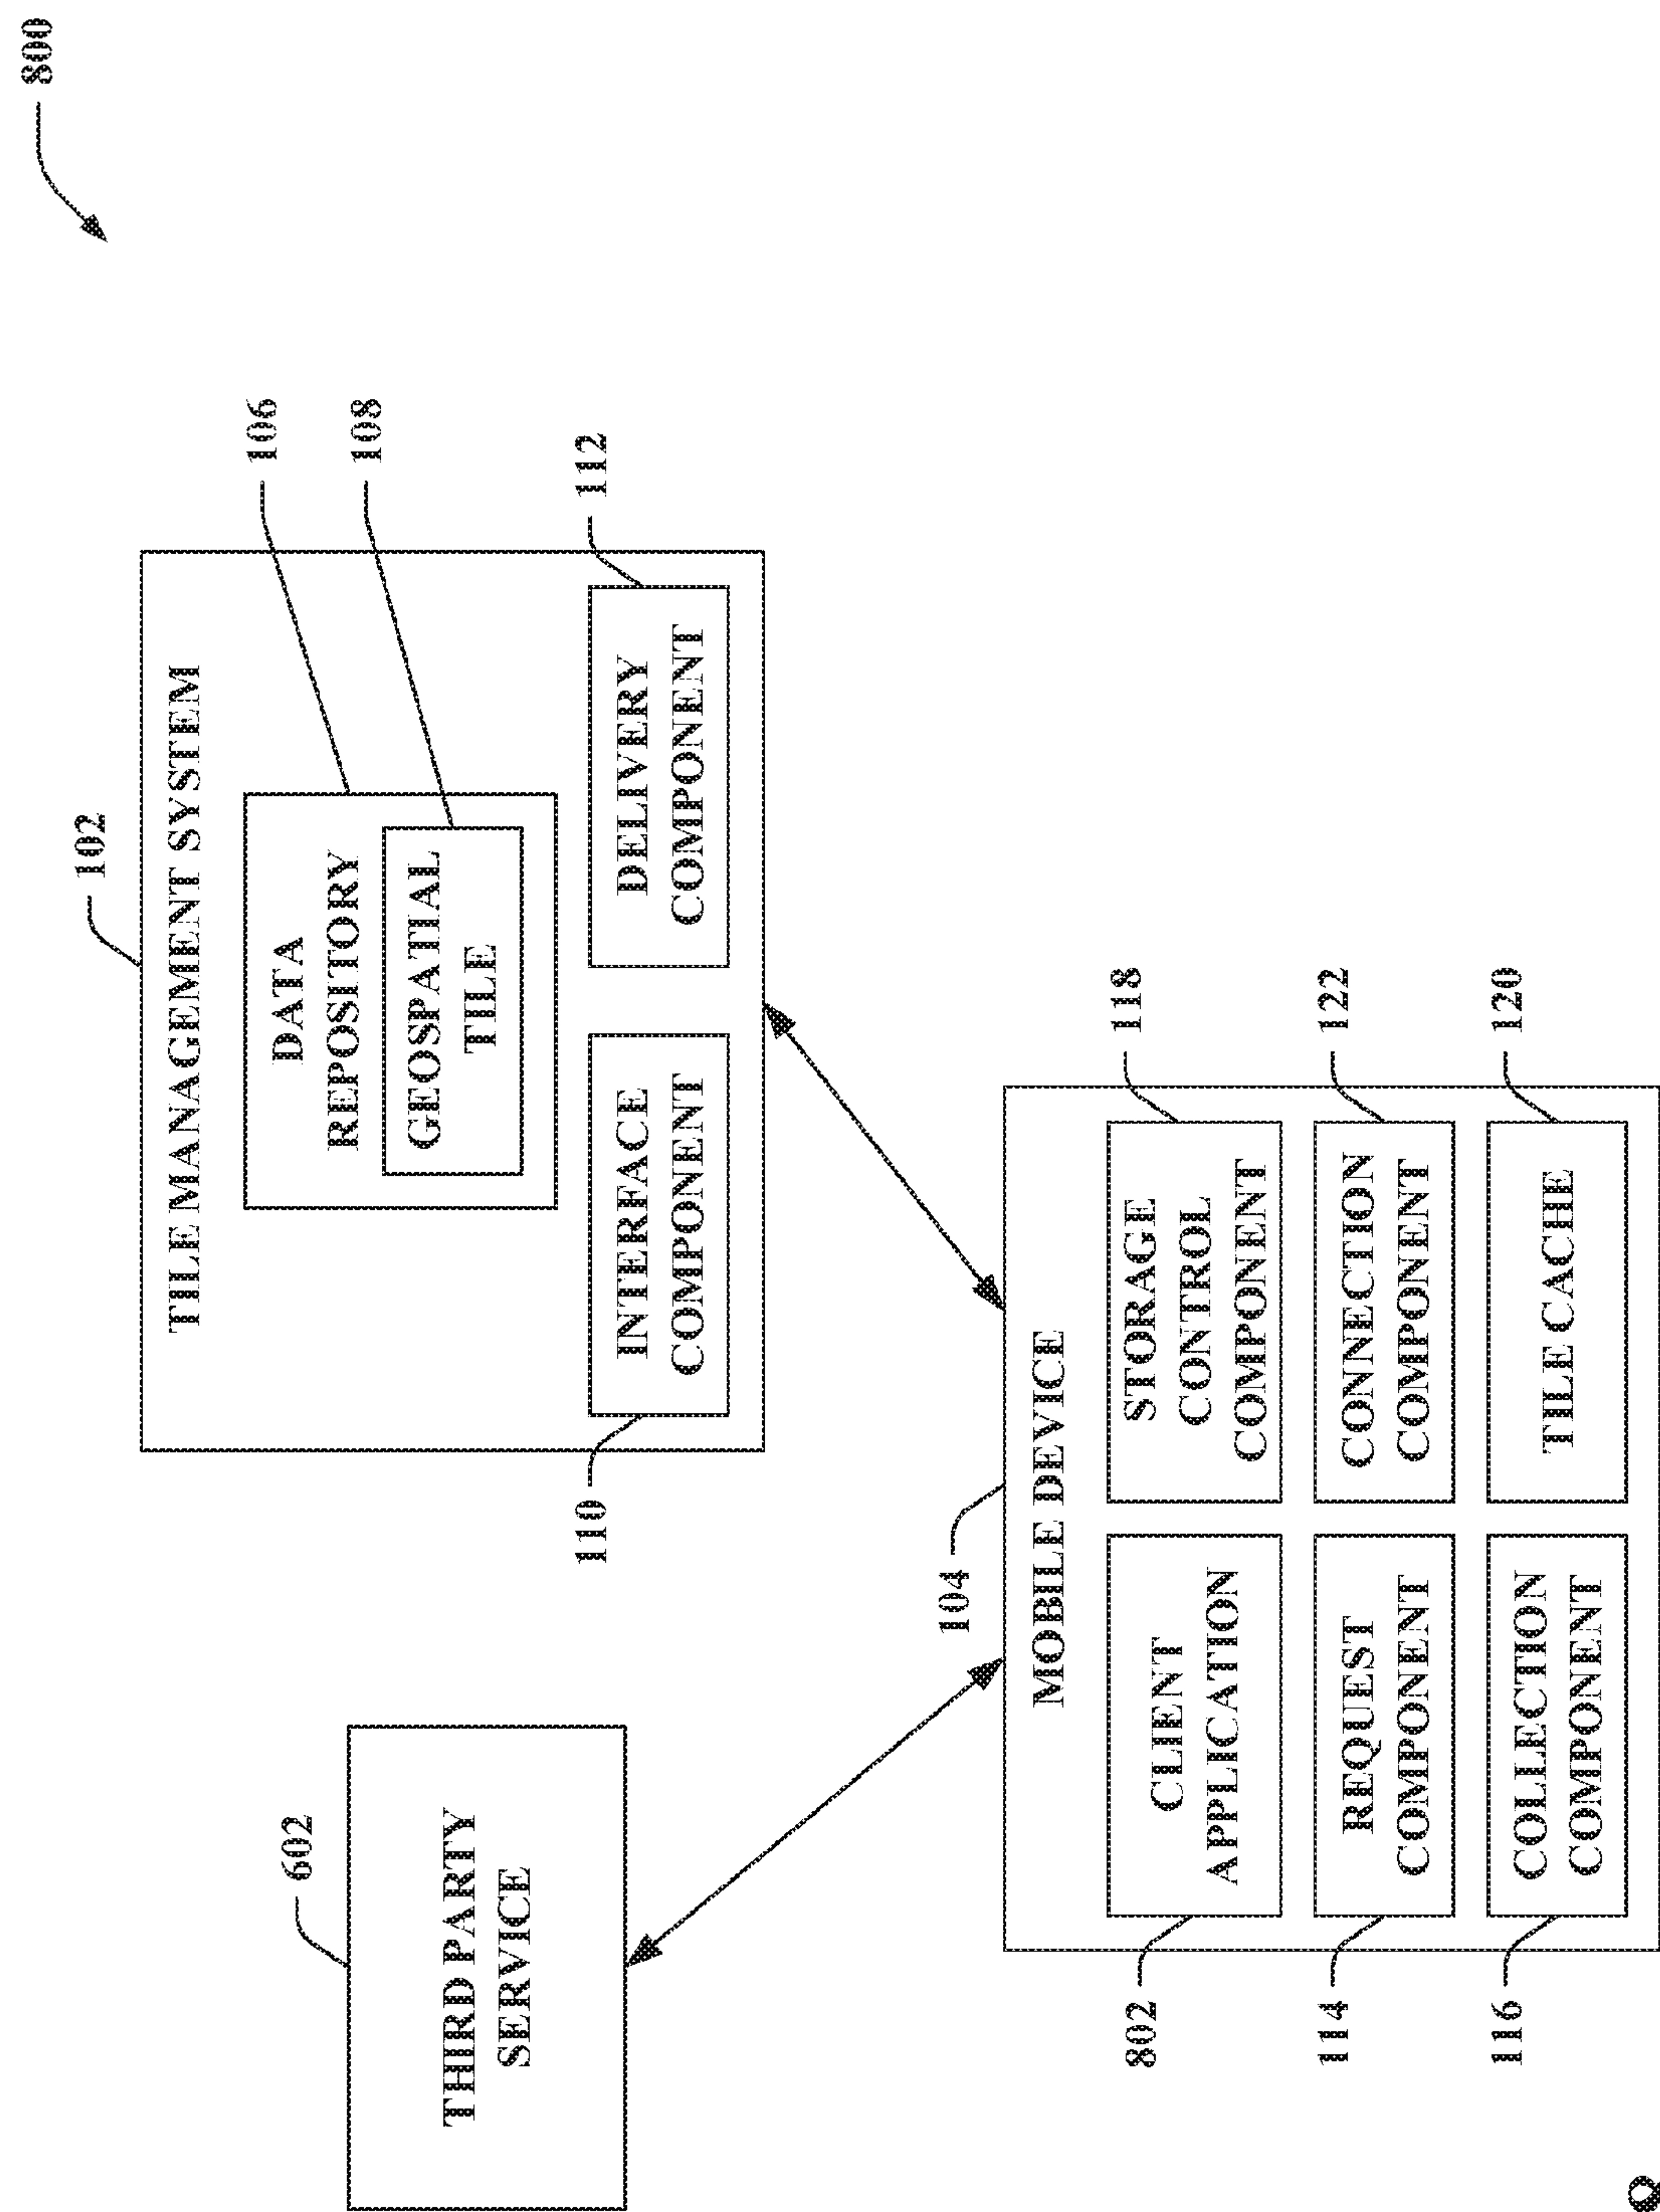 800
102
TILE MANAGEMENT SYSTEM
106
DATA
REPOSITORY
108
GEOSPATIAL
TILE
110
INTERFACE
COMPONENT
112
DELIVERY
COMPONENT
602
THIRD PARTY
SERVICE
104
MOBILE DEVICE
802
CLIENT
APPLICATION
118
STORAGE
CONTROL
COMPONENT
114
REQUEST
COMPONENT
122
CONNECTION
COMPONENT
116
COLLECTION
COMPONENT
120
TILE CACHE
8